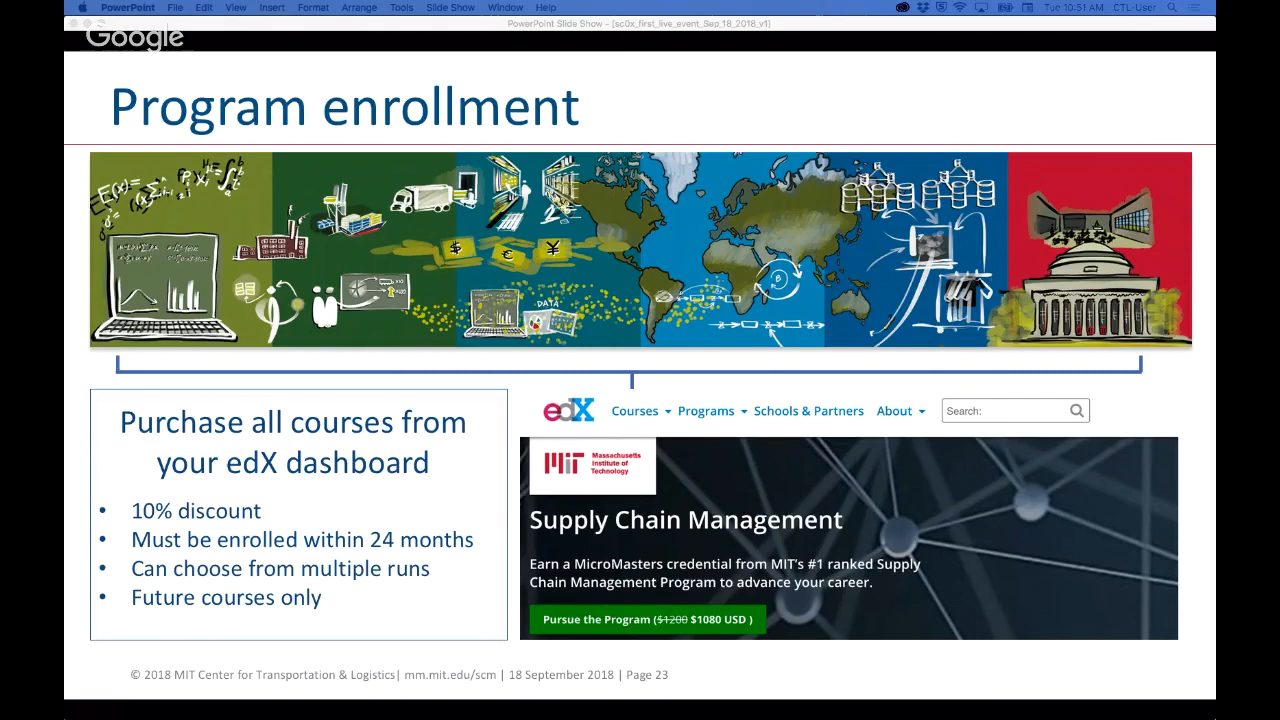 PowerPoint File Edit View Insert Format Arrange Tools Slide Show Window Help Tue 10:51 AM CTL-User
PowerPoint Slide Show - [sc0x_first_live_event_Sep_18_2018_v1]
Google
Program enrollment
$
€
¥
DATA
B
Purchase all courses from
your edX dashboard
• 10% discount
• Must be enrolled within 24 months
• Can choose from multiple runs
• Future courses only
edX Courses Programs Schools & Partners About Search:
Massachusetts
Institute of
Technology
Supply Chain Management
Earn a MicroMasters credential from MIT's #1 ranked Supply
Chain Management Program to advance your career.
Pursue the Program ($1200 $1080 USD )
© 2018 MIT Center for Transportation & Logistics| mm.mit.edu/scm | 18 September 2018 | Page 23